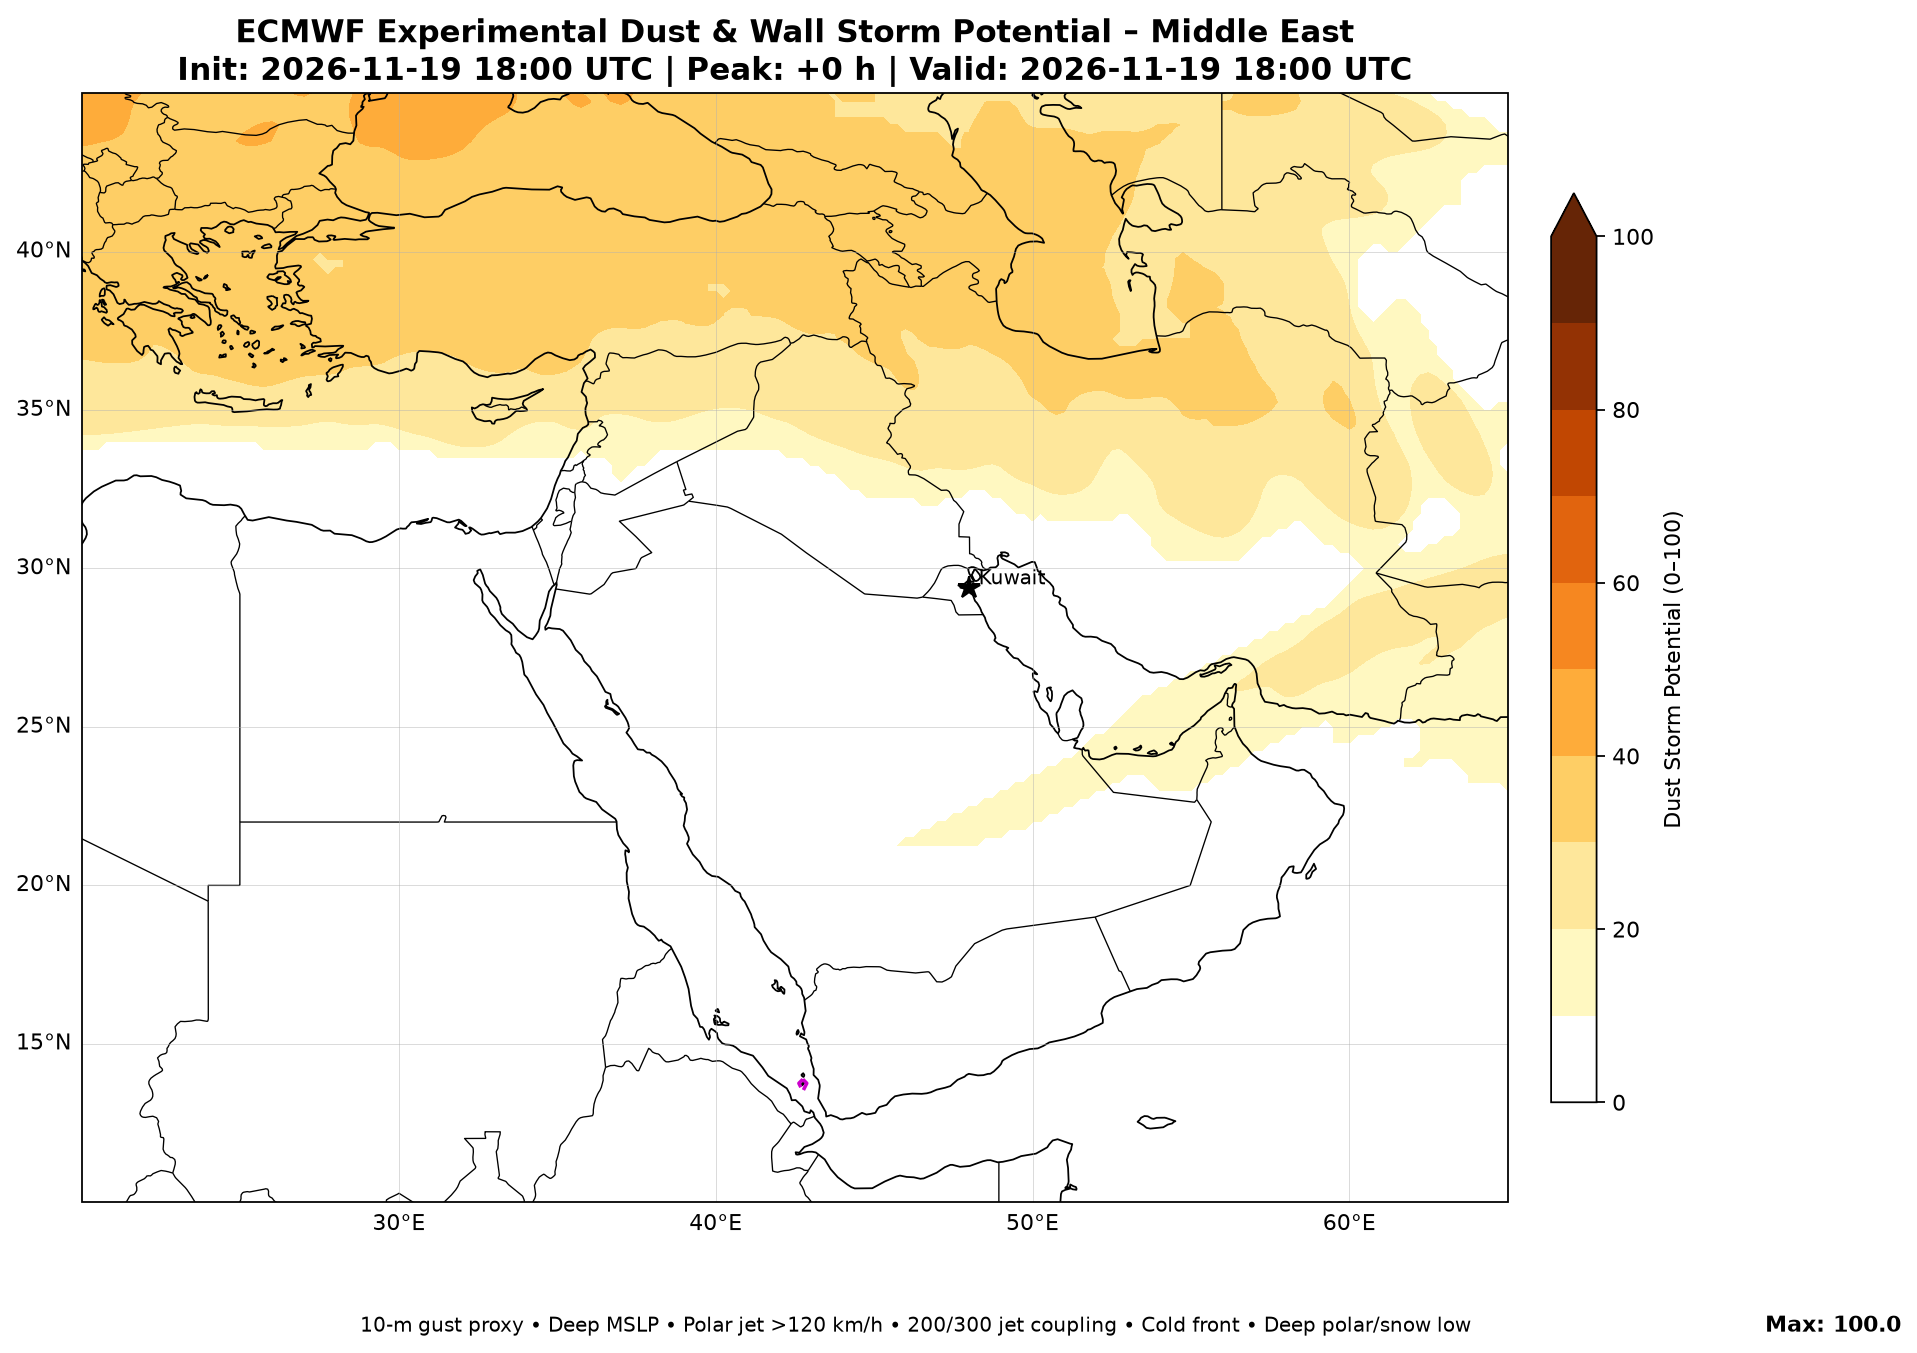 ECMWF Experimental Dust & Wall Storm Potential – Middle East
Init: 2026-11-19 18:00 UTC | Peak: +0 h | Valid: 2026-11-19 18:00 UTC
40°N
35°N
30°N
25°N
20°N
15°N
Kuwait
30°E
40°E
50°E
60°E
100
80
60
40
20
0
Dust Storm Potential (0–100)
10-m gust proxy • Deep MSLP • Polar jet >120 km/h • 200/300 jet coupling • Cold front • Deep polar/snow low
Max: 100.0